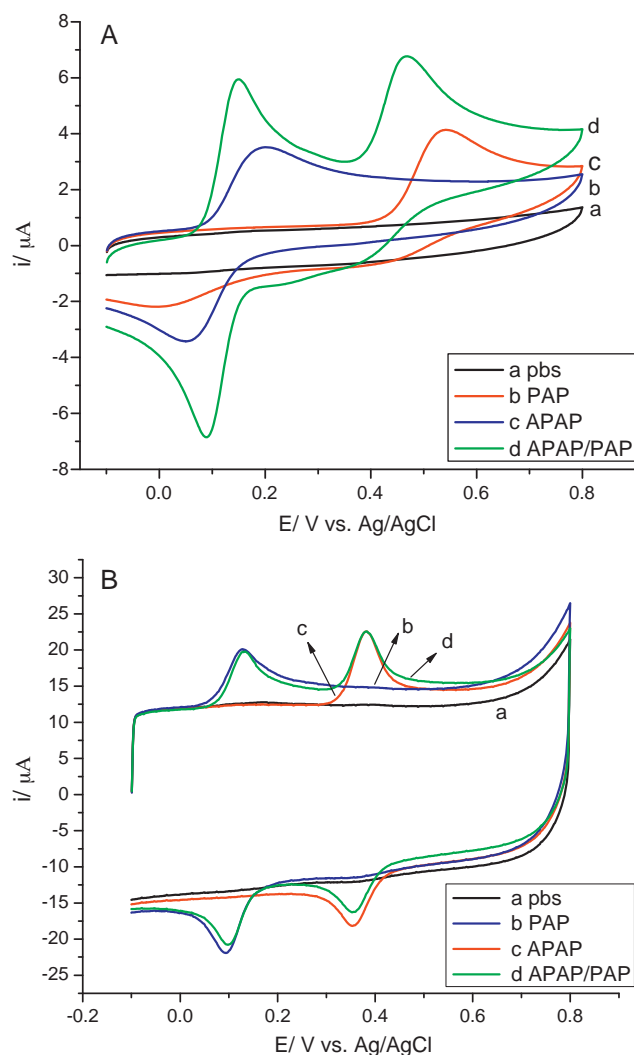 A
8
6
4
2
0
-2
-4
-6
-8
i/ μA
d
c
b
a
a pbs
b PAP
c APAP
d APAP/PAP
0.0 0.2 0.4 0.6 0.8
E/ V vs. Ag/AgCl
B
25
20
15
10
5
0
-5
-10
-15
-20
-25
i/ μA
c b d
a
a pbs
b PAP
c APAP
d APAP/PAP
-0.2 0.0 0.2 0.4 0.6 0.8
E/ V vs. Ag/AgCl